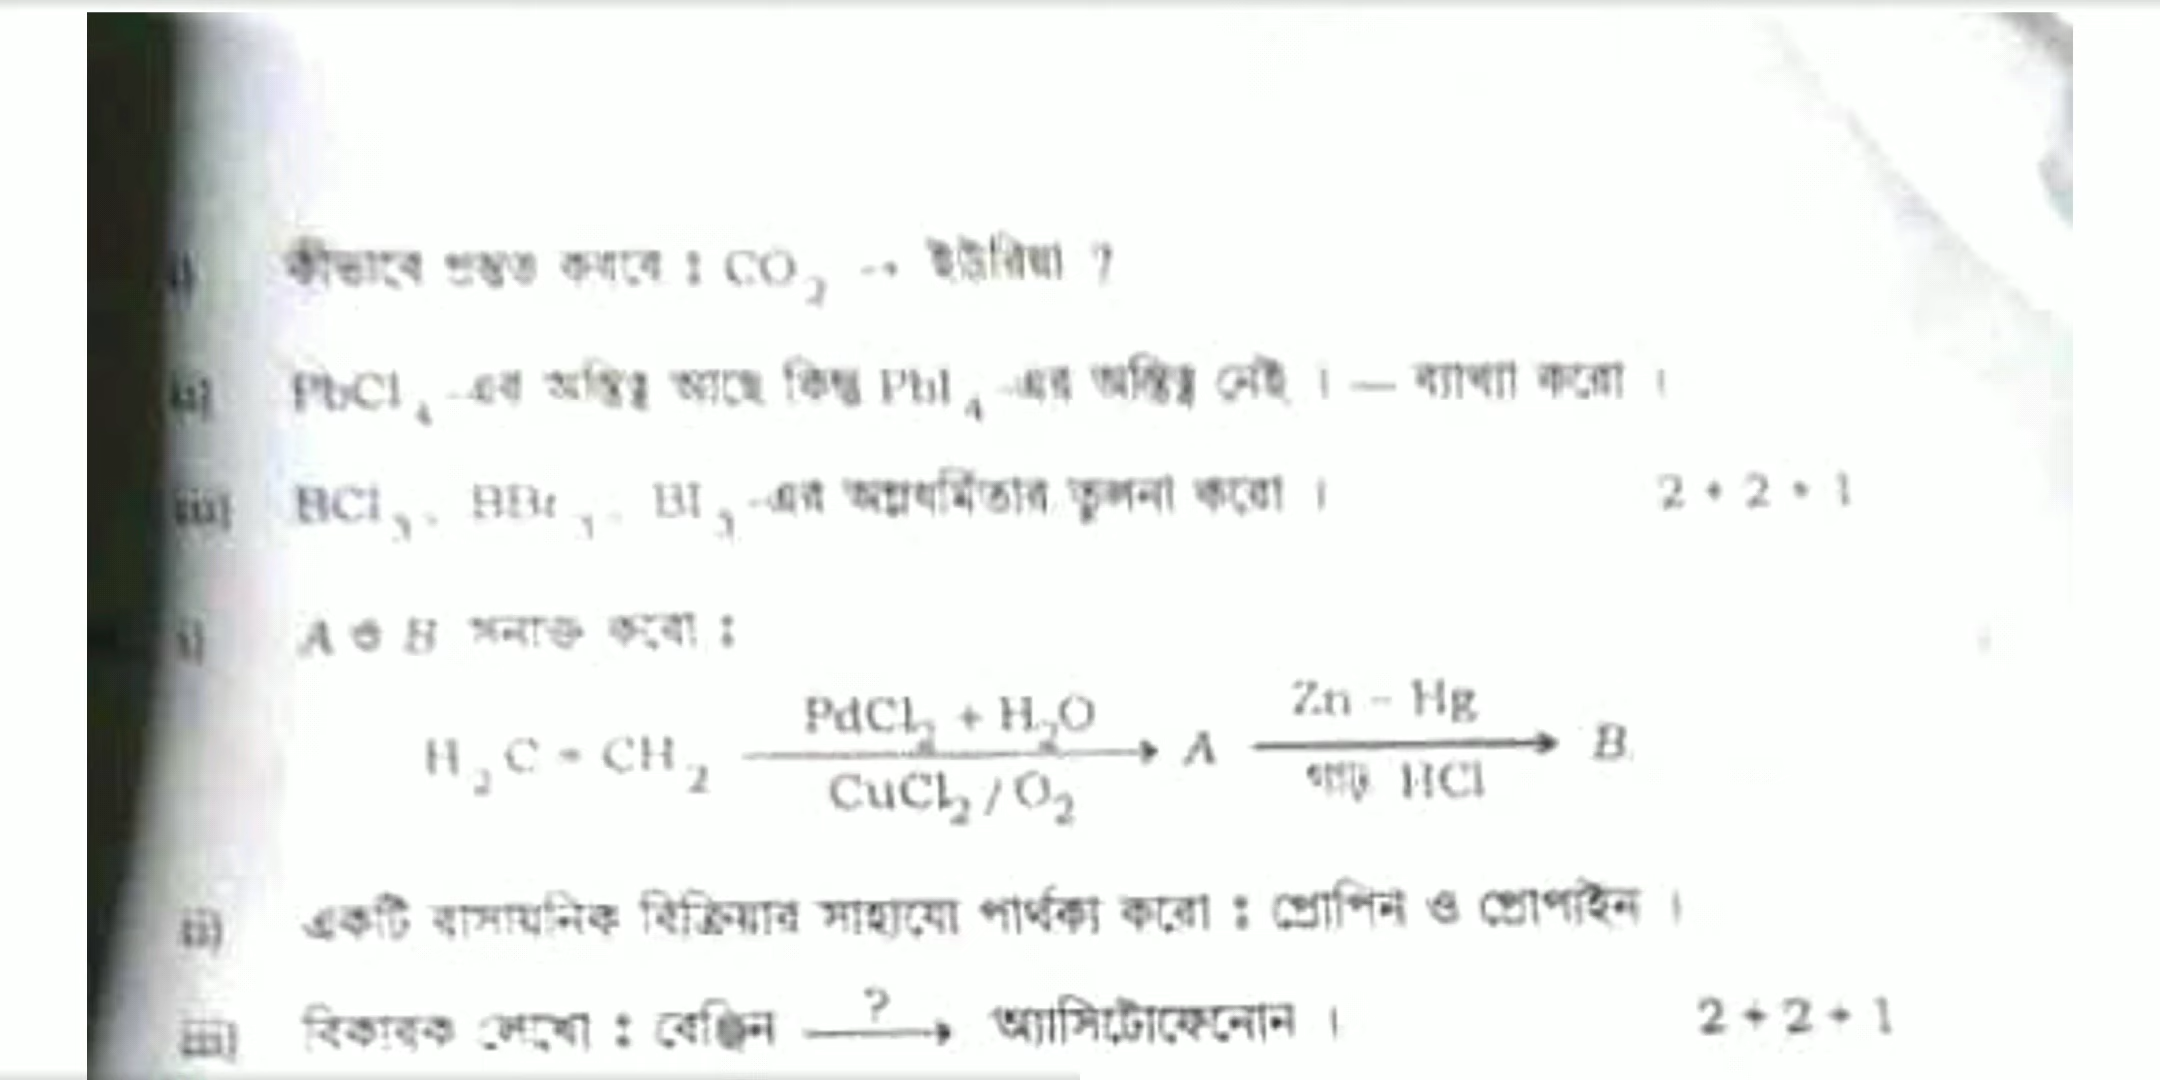 i) কীভাবে প্রস্তুত করবে : CO2 → ইউরিয়া ?
ii) PbCl4 -এর অস্তিত্ব আছে কিন্তু PbI4 -এর অস্তিত্ব নেই । — ব্যাখ্যা করো ।
iii) BCl3, BBr3, BI3 -এর অম্লধর্মিতার তুলনা করো । 2 + 2 + 1
i) A ও B সনাক্ত করো :
H2C = CH2 PdCl2 + H2O / CuCl2 / O2 → A Zn – Hg / গাঢ় HCl → B.
ii) একটি রাসায়নিক বিক্রিয়ার সাহায্যে পার্থক্য করো : প্রোপিন ও প্রোপাইন ।
iii) বিকারক লেখো : বেঞ্জিন ? → অ্যাসিটোফেনোন । 2 + 2 + 1